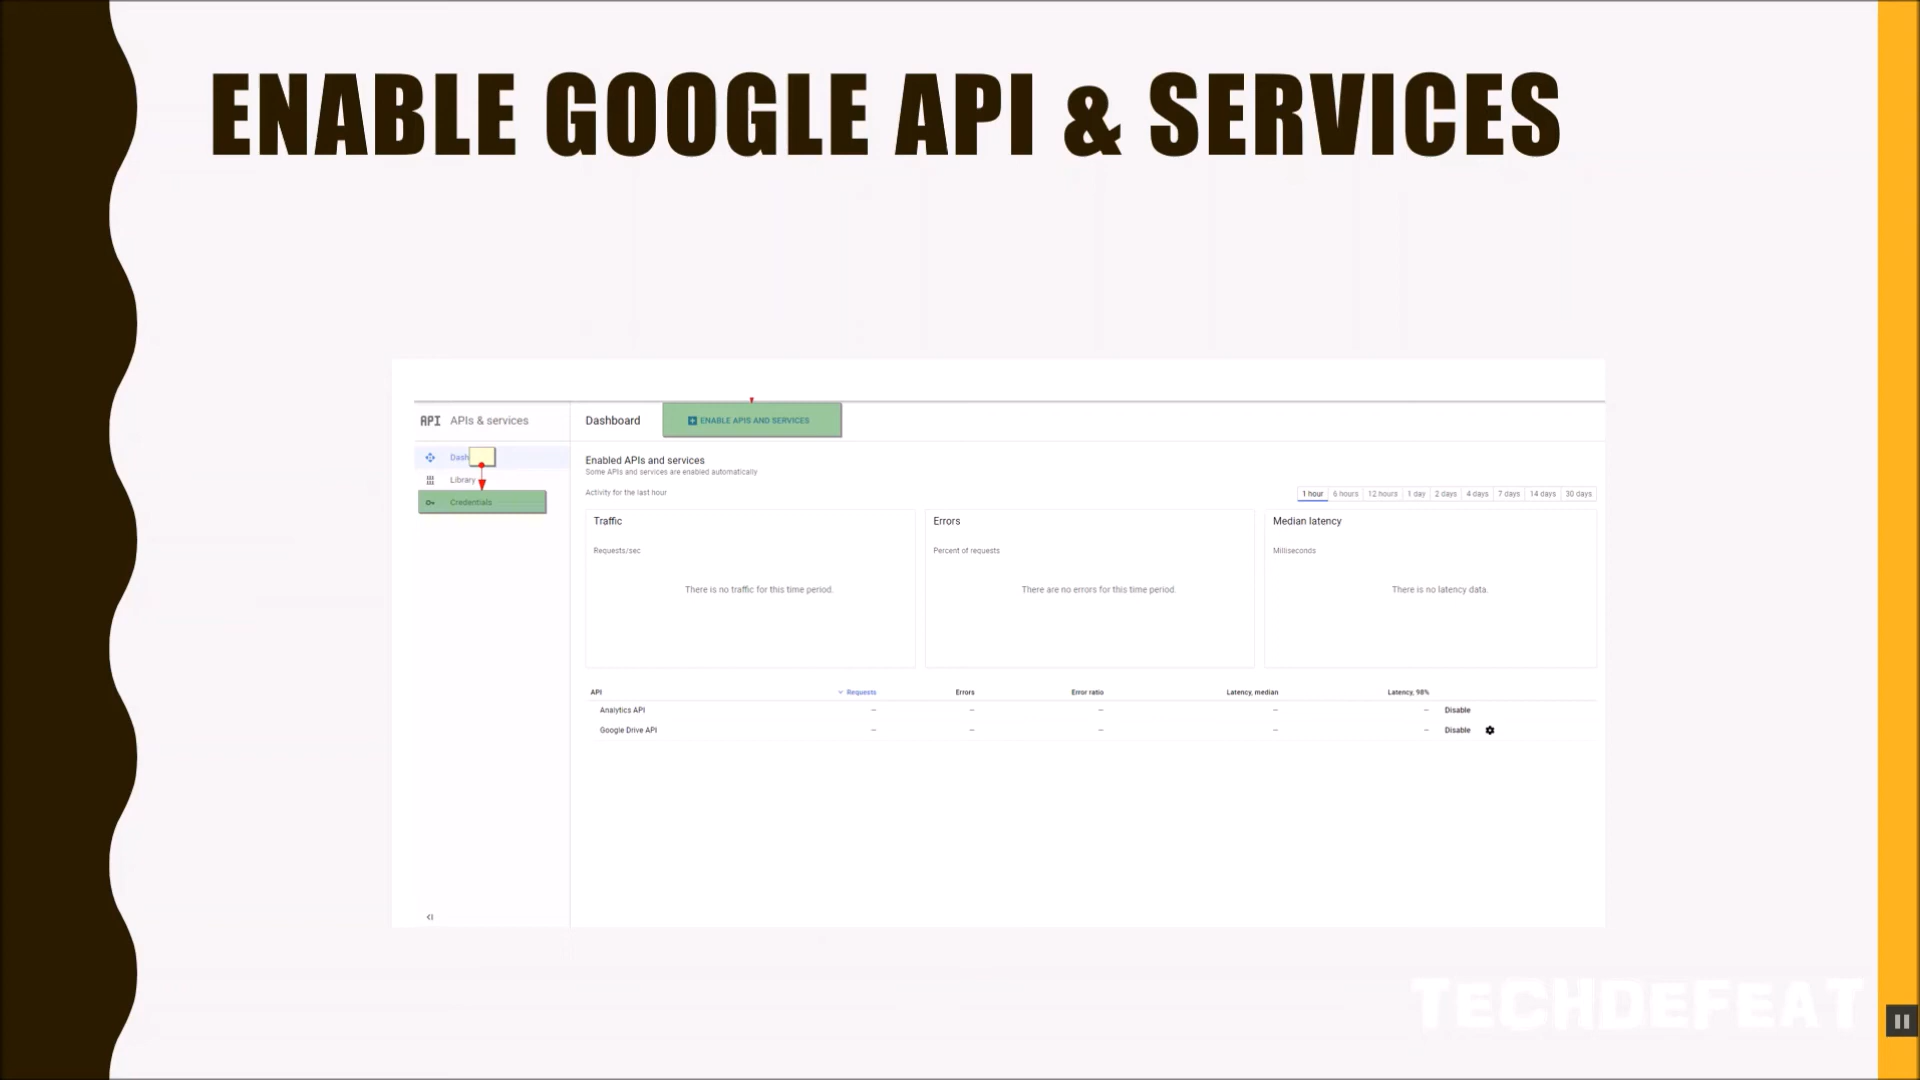 ENABLE GOOGLE API & SERVICES
API APIs & services
Dashboard
ENABLE APIS AND SERVICES
Dash
Library
Credentials
Enabled APIs and services
Some APIs and services are enabled automatically
Activity for the last hour
1 hour 6 hours 12 hours 1 day 2 days 4 days 7 days 14 days 30 days
Traffic
Requests/sec
There is no traffic for this time period.
Errors
Percent of requests
There are no errors for this time period.
Median latency
Milliseconds
There is no latency data.
API Requests Errors Error ratio Latency, median Latency, 98%
Analytics API – – – – – Disable
Google Drive API – – – – – Disable
TECHDEFEAT